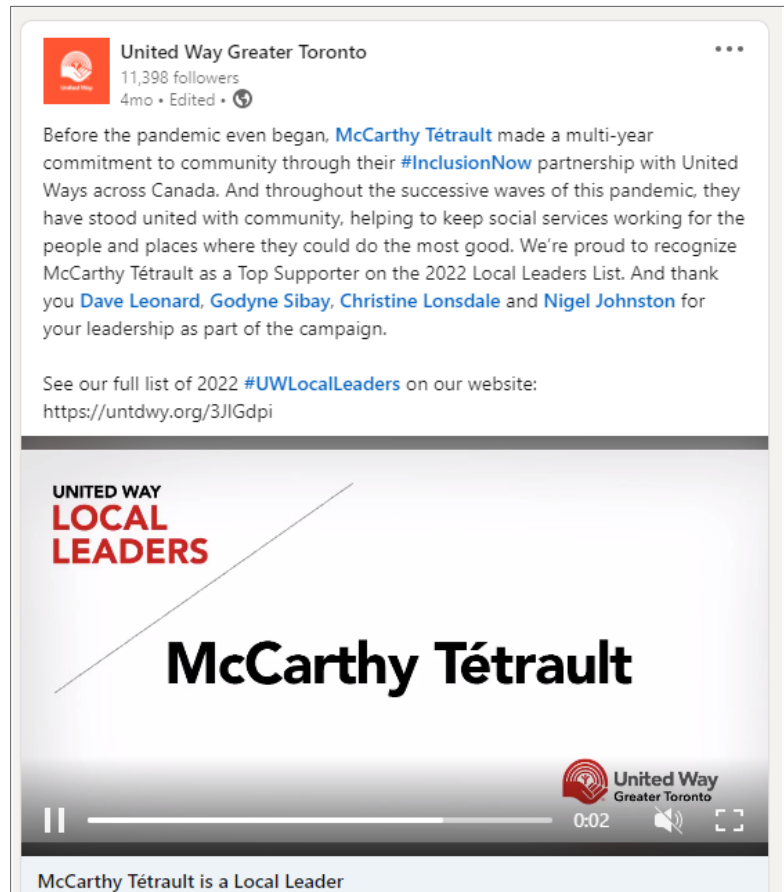 United Way Greater Toronto
11,398 followers
4mo • Edited •
Before the pandemic even began, McCarthy Tétrault made a multi-year
commitment to community through their #InclusionNow partnership with United
Ways across Canada. And throughout the successive waves of this pandemic, they
have stood united with community, helping to keep social services working for the
people and places where they could do the most good. We're proud to recognize
McCarthy Tétrault as a Top Supporter on the 2022 Local Leaders List. And thank
you Dave Leonard, Godyne Sibay, Christine Lonsdale and Nigel Johnston for
your leadership as part of the campaign.
See our full list of 2022 #UWLocalLeaders on our website:
https://untdwy.org/3JIGdpi
UNITED WAY
LOCAL
LEADERS
McCarthy Tétrault
United Way
Greater Toronto
0:02
McCarthy Tétrault is a Local Leader